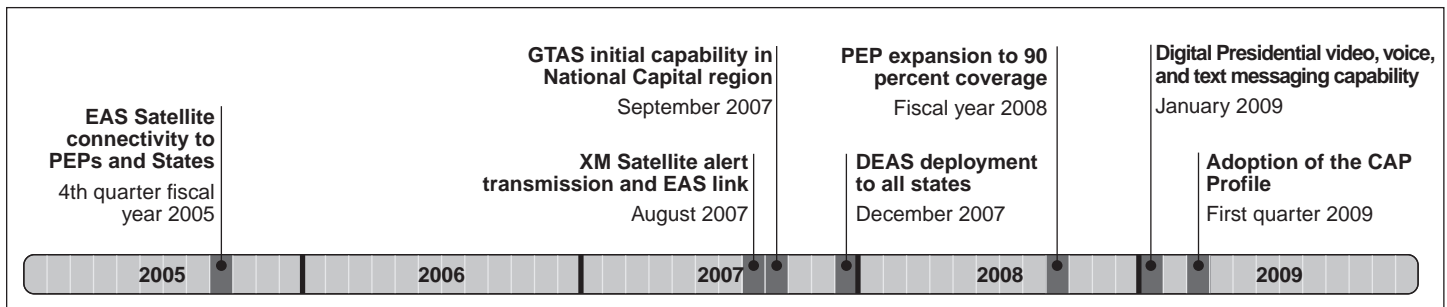 EAS Satellite
connectivity to
PEPs and States
4th quarter fiscal
year 2005
GTAS initial capability in
National Capital region
September 2007
XM Satellite alert
transmission and EAS link
August 2007
PEP expansion to 90
percent coverage
Fiscal year 2008
DEAS deployment
to all states
December 2007
Digital Presidential video, voice,
and text messaging capability
January 2009
Adoption of the CAP
Profile
First quarter 2009
2005
2006
2007
2008
2009